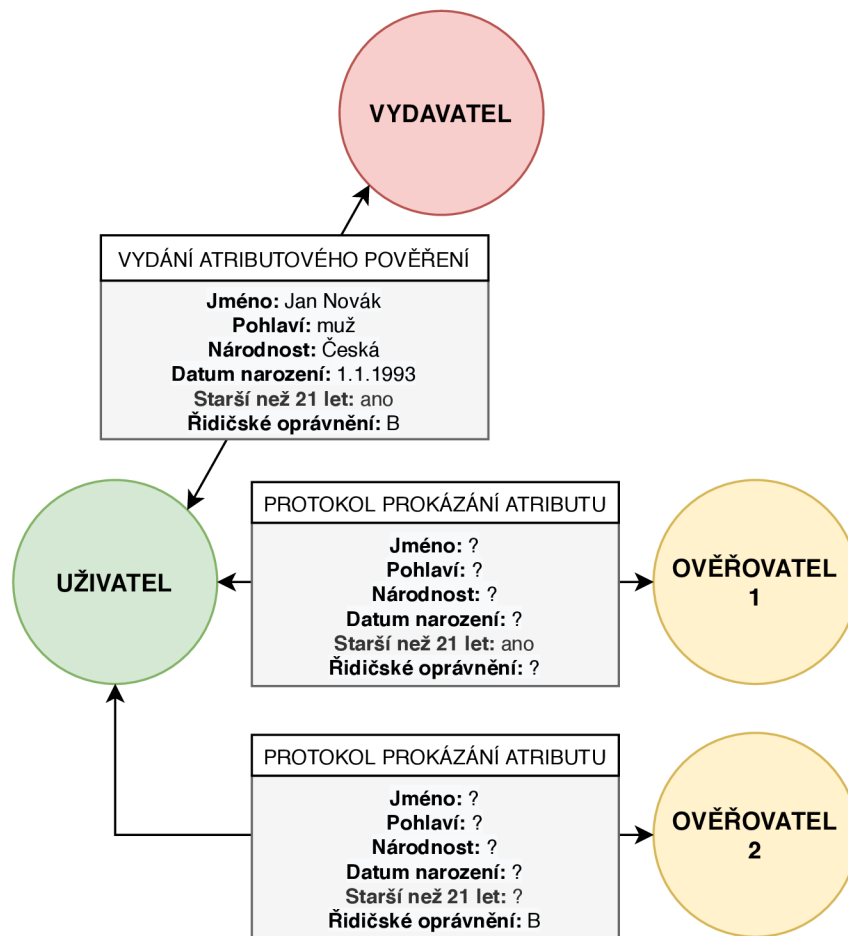 VYDAVATEL
VYDÁNÍ ATRIBUTOVÉHO POVĚŘENÍ
Jméno: Jan Novák
Pohlaví: muž
Národnost: Česká
Datum narození: 1.1.1993
Starší než 21 let: ano
Řidičské oprávnění: B
UŽIVATEL
PROTOKOL PROKÁZÁNÍ ATRIBUTU
Jméno: ?
Pohlaví: ?
Národnost: ?
Datum narození: ?
Starší než 21 let: ano
Řidičské oprávnění: ?
OVĚŘOVATEL
1
PROTOKOL PROKÁZÁNÍ ATRIBUTU
Jméno: ?
Pohlaví: ?
Národnost: ?
Datum narození: ?
Starší než 21 let: ?
Řidičské oprávnění: B
OVĚŘOVATEL
2